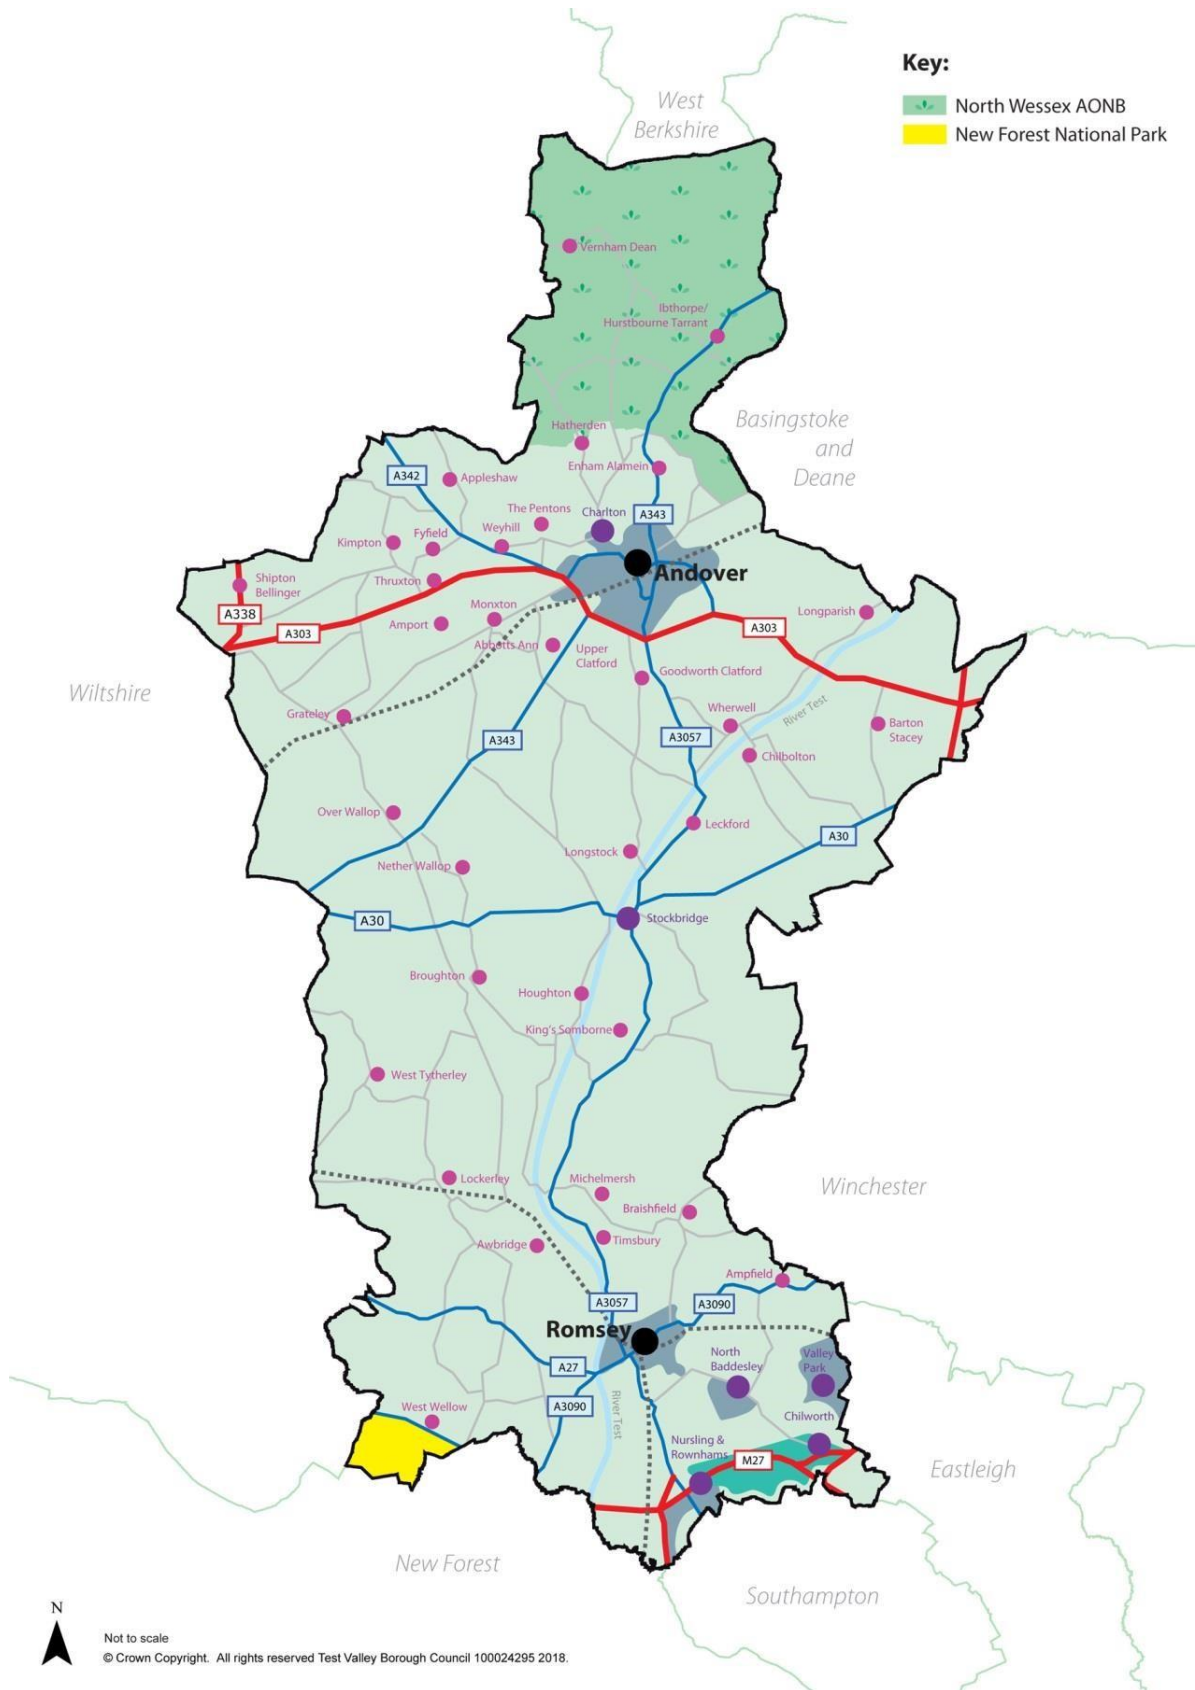 Key:
North Wessex AONB
New Forest National Park
West
Berkshire
Vernham Dean
Ibthorpe/
Hurstbourne Tarrant
Basingstoke
and
Deane
Hatherden
Enham Alamein
A342
Appleshaw
The Pentons
Charlton
A343
Weyhill
Fyfield
Kimpton
Andover
Shipton
Bellinger
Thruxton
A338
A303
Amport
Monxton
Abbotts Ann
Upper
Clatford
A303
Longparish
Goodworth Clatford
Wiltshire
Grateley
A343
A3057
Wherwell
River Test
Barton
Stacey
Chilbolton
Over Wallop
Leckford
A30
Nether Wallop
Longstock
A30
Stockbridge
Broughton
Houghton
King's Somborne
West Tytherley
Lockerley
Michelmersh
Braishfield
Winchester
Awbridge
Timsbury
Ampfield
A3057
A3090
Romsey
A27
North
Baddesley
Valley
Park
West Wellow
A3090
River Test
Chilworth
Nursling &
Rownhams
M27
Eastleigh
New Forest
Southampton
N
Not to scale
© Crown Copyright. All rights reserved Test Valley Borough Council 100024295 2018.